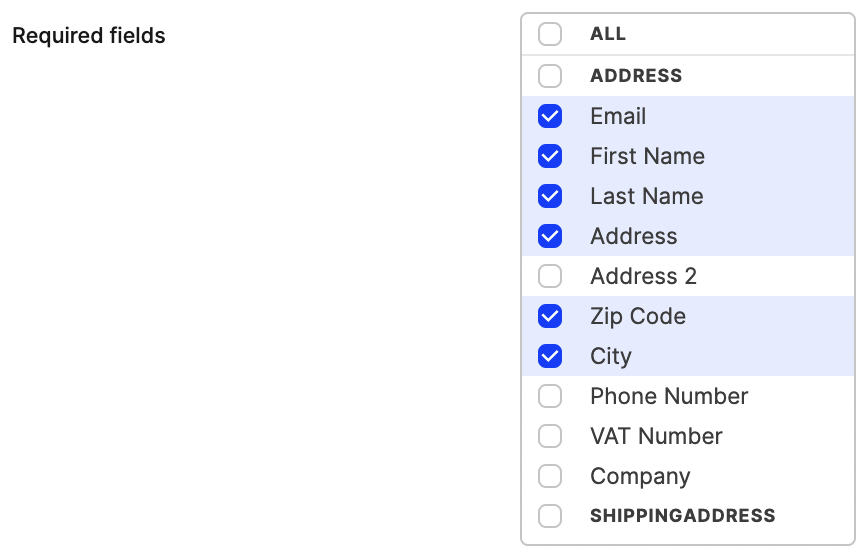 Required fields
ALL
ADDRESS
Email
First Name
Last Name
Address
Address 2
Zip Code
City
Phone Number
VAT Number
Company
SHIPPINGADDRESS